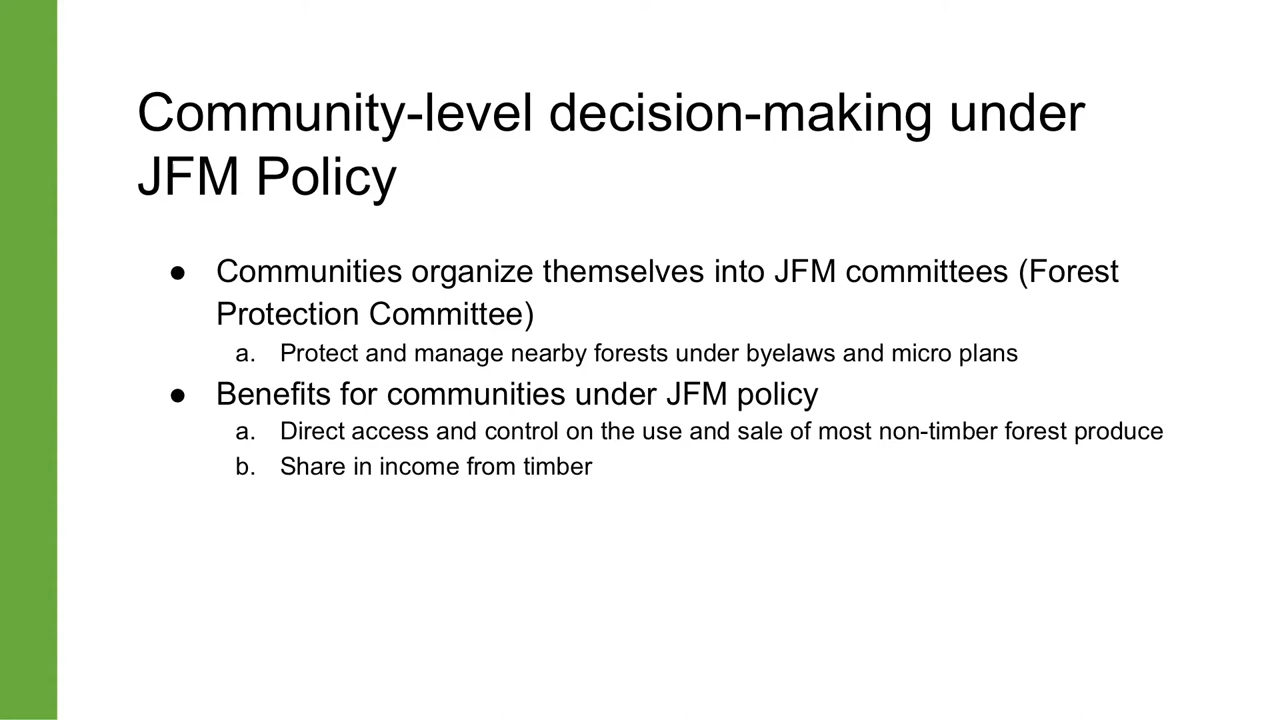 Community-level decision-making under
JFM Policy
● Communities organize themselves into JFM committees (Forest
Protection Committee)
a. Protect and manage nearby forests under byelaws and micro plans
● Benefits for communities under JFM policy
a. Direct access and control on the use and sale of most non-timber forest produce
b. Share in income from timber